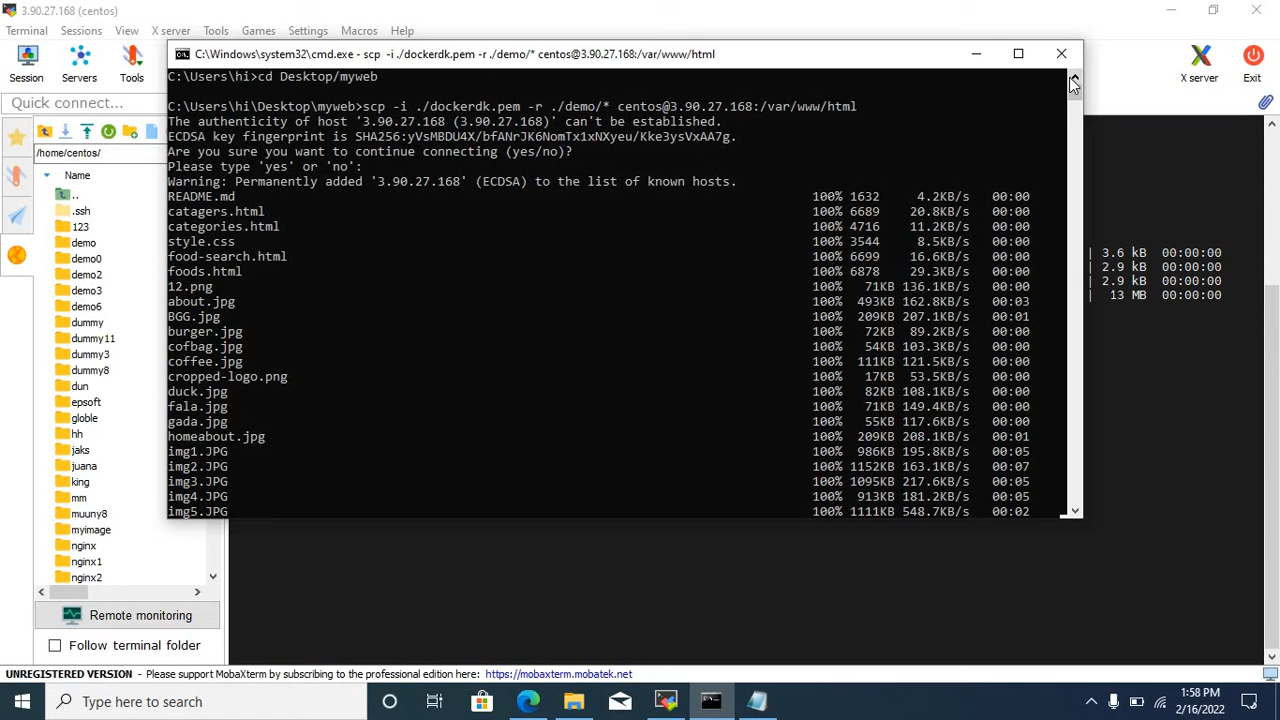 3.90.27.168 (centos)
Terminal Sessions View X server Tools Games Settings Macros Help
Session Servers Tools X server Exit
Quick connect...
/home/centos/
Name
..
.ssh
123
demo
demo0
demo2
demo3
demo6
dummy
dummy11
dummy3
dummy8
dun
epsoft
globle
hh
jaks
juana
king
mm
muuny8
myimage
nginx
nginx1
nginx2
Remote monitoring
Follow terminal folder
C:\Windows\system32\cmd.exe - scp -i ./dockerdk.pem -r ./demo/* centos@3.90.27.168:/var/www/html
C:\Users\hi>cd Desktop/myweb
C:\Users\hi\Desktop\myweb>scp -i ./dockerdk.pem -r ./demo/* centos@3.90.27.168:/var/www/html
The authenticity of host '3.90.27.168 (3.90.27.168)' can't be established.
ECDSA key fingerprint is SHA256:yVsMBDU4X/bfANrJK6NomTx1xNXyeu/Kke3ysVxAA7g.
Are you sure you want to continue connecting (yes/no)?
Please type 'yes' or 'no':
Warning: Permanently added '3.90.27.168' (ECDSA) to the list of known hosts.
README.md 100% 1632 4.2KB/s 00:00
catagers.html 100% 6689 20.8KB/s 00:00
categories.html 100% 4716 11.2KB/s 00:00
style.css 100% 3544 8.5KB/s 00:00
food-search.html 100% 6699 16.6KB/s 00:00
foods.html 100% 6878 29.3KB/s 00:00
12.png 100% 71KB 136.1KB/s 00:00
about.jpg 100% 493KB 162.8KB/s 00:03
BGG.jpg 100% 209KB 207.1KB/s 00:01
burger.jpg 100% 72KB 89.2KB/s 00:00
cofbag.jpg 100% 54KB 103.3KB/s 00:00
coffee.jpg 100% 111KB 121.5KB/s 00:00
cropped-logo.png 100% 17KB 53.5KB/s 00:00
duck.jpg 100% 82KB 108.1KB/s 00:00
fala.jpg 100% 71KB 149.4KB/s 00:00
gada.jpg 100% 55KB 117.6KB/s 00:00
homeabout.jpg 100% 209KB 208.1KB/s 00:01
img1.JPG 100% 986KB 195.8KB/s 00:05
img2.JPG 100% 1152KB 163.1KB/s 00:07
img3.JPG 100% 1095KB 217.6KB/s 00:05
img4.JPG 100% 913KB 181.2KB/s 00:05
img5.JPG 100% 1111KB 548.7KB/s 00:02
| 3.6 kB 00:00:00
| 2.9 kB 00:00:00
| 2.9 kB 00:00:00
| 13 MB 00:00:00
UNREGISTERED VERSION - Please support MobaXterm by subscribing to the professional edition here: https://mobaxterm.mobatek.net
Type here to search
1:58 PM
2/16/2022